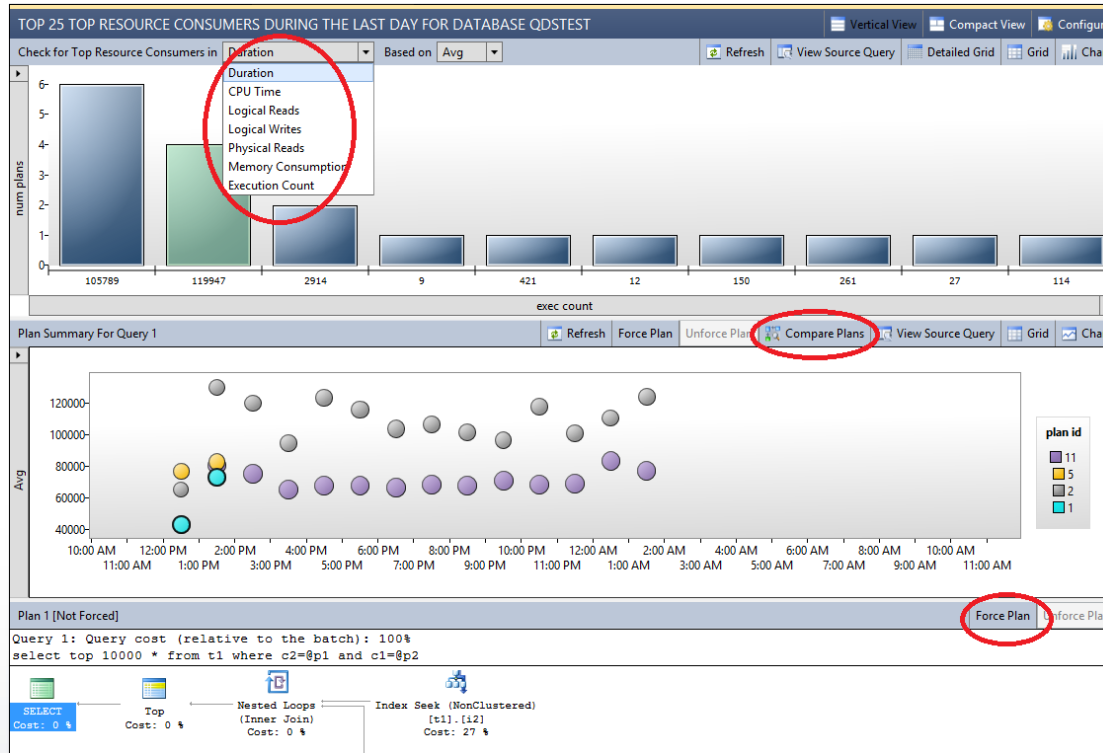 TOP 25 TOP RESOURCE CONSUMERS DURING THE LAST DAY FOR DATABASE QDSTEST
Vertical View Compact View Configur
Check for Top Resource Consumers in Duration Based on Avg Refresh View Source Query Detailed Grid Grid Cha
Duration
CPU Time
Logical Reads
Logical Writes
Physical Reads
Memory Consumption
Execution Count
num plans
6
5
4
3
2
1
0
105789 119947 2914 9 421 12 150 261 27 114
exec count
Plan Summary For Query 1 Refresh Force Plan Unforce Plan Compare Plans View Source Query Grid Cha
Avg
120000
100000
80000
60000
40000
10:00 AM 12:00 PM 2:00 PM 4:00 PM 6:00 PM 8:00 PM 10:00 PM 12:00 AM 2:00 AM 4:00 AM 6:00 AM 8:00 AM 10:00 AM
11:00 AM 1:00 PM 3:00 PM 5:00 PM 7:00 PM 9:00 PM 11:00 PM 1:00 AM 3:00 AM 5:00 AM 7:00 AM 9:00 AM 11:00 AM
plan id
11
5
2
1
Plan 1 [Not Forced] Force Plan Unforce Pla
Query 1: Query cost (relative to the batch): 100%
select top 10000 * from t1 where c2=@p1 and c1=@p2
SELECT
Cost: 0 %
Top
Cost: 0 %
Nested Loops
(Inner Join)
Cost: 0 %
Index Seek (NonClustered)
[t1].[i2]
Cost: 27 %